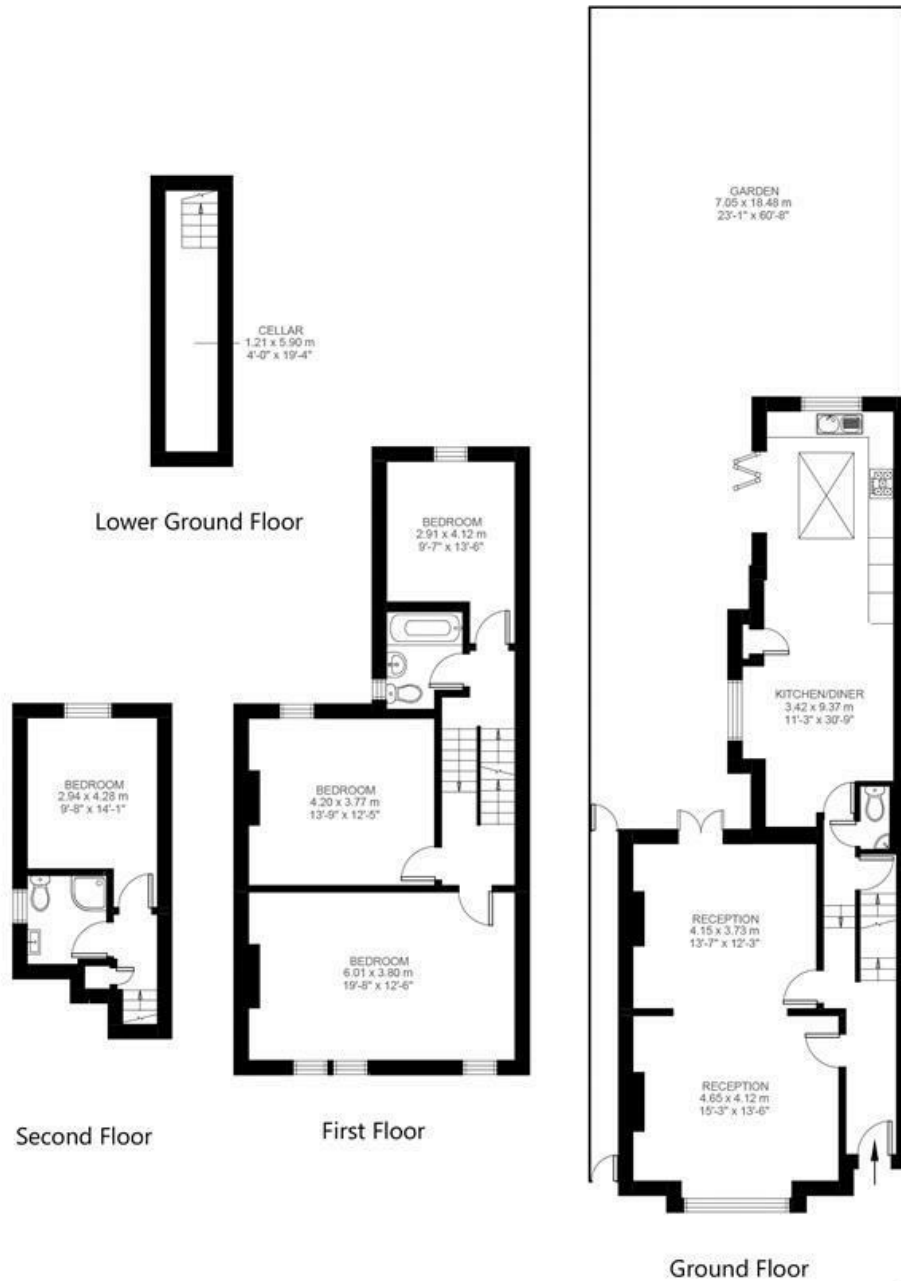 GARDEN
7.05 x 18.48 m
23'-1" x 60'-8"
CELLAR
1.21 x 5.90 m
4'-0" x 19'-4"
Lower Ground Floor
BEDROOM
2.91 x 4.12 m
9'-7" x 13'-6"
KITCHEN/DINER
3.42 x 9.37 m
11'-3" x 30'-9"
BEDROOM
2.94 x 4.28 m
9'-8" x 14'-1"
BEDROOM
4.20 x 3.77 m
13'-9" x 12'-5"
RECEPTION
4.15 x 3.73 m
13'-7" x 12'-3"
BEDROOM
6.01 x 3.80 m
19'-8" x 12'-6"
RECEPTION
4.65 x 4.12 m
15'-3" x 13'-6"
Second Floor
First Floor
Ground Floor